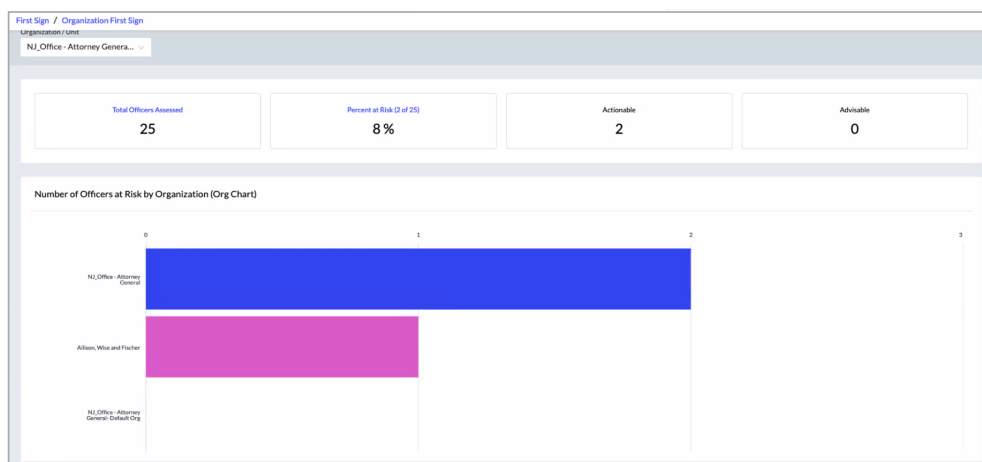 First Sign / Organization First Sign
Organization / Unit
NJ_Office - Attorney Genera...
Total Officers Assessed
25
Percent at Risk (2 of 25)
8 %
Actionable
2
Advisable
0
Number of Officers at Risk by Organization (Org Chart)
0 1 2 3
NJ_Office - Attorney
General
Allison, Wise and Fischer
NJ_Office - Attorney
General- Default Org